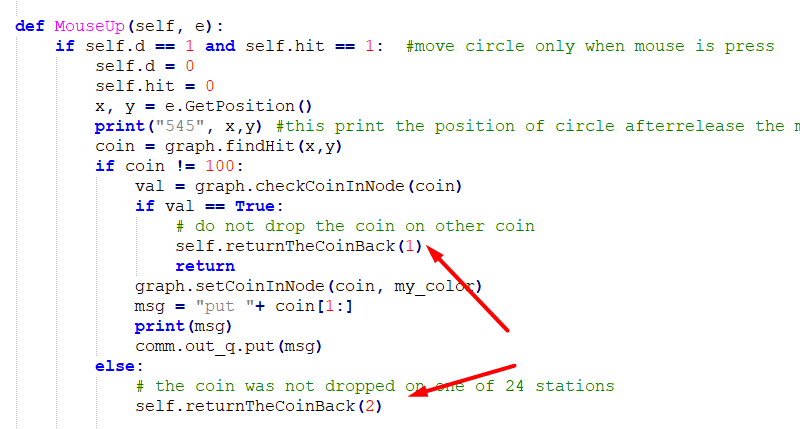 def MouseUp(self, e):
    if self.d == 1 and self.hit == 1:  #move circle only when mouse is press
        self.d = 0
        self.hit = 0
        x, y = e.GetPosition()
        print("545", x,y) #this print the position of circle afterrelease the m
        coin = graph.findHit(x,y)
        if coin != 100:
            val = graph.checkCoinInNode(coin)
            if val == True:
                # do not drop the coin on other coin
                self.returnTheCoinBack(1)
                return
            graph.setCoinInNode(coin, my_color)
            msg = "put "+ coin[1:]
            print(msg)
            comm.out_q.put(msg)
        else:
            # the coin was not dropped on one of 24 stations
            self.returnTheCoinBack(2)